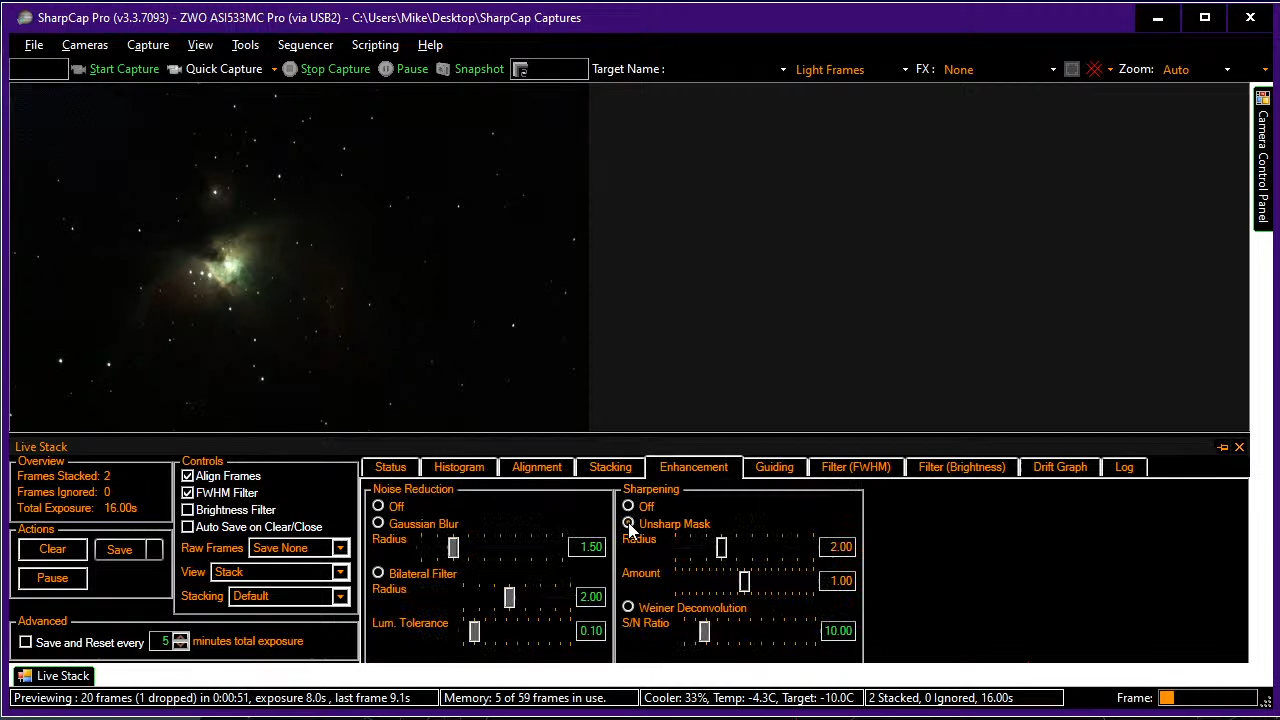 SharpCap Pro (v3.3.7093) - ZWO ASI533MC Pro (via USB2) - C:\Users\Mike\Desktop\SharpCap Captures
File Cameras Capture View Tools Sequencer Scripting Help
Start Capture Quick Capture Stop Capture Pause Snapshot Target Name : Light Frames FX : None Zoom: Auto
Camera Control Panel
Live Stack
Overview
Frames Stacked: 2
Frames Ignored: 0
Total Exposure: 16.00s
Actions
Clear Save
Pause
Advanced
Save and Reset every 5 minutes total exposure
Controls
Align Frames
FWHM Filter
Brightness Filter
Auto Save on Clear/Close
Raw Frames Save None
View Stack
Stacking Default
Status Histogram Alignment Stacking Enhancement Guiding Filter (FWHM) Filter (Brightness) Drift Graph Log
Noise Reduction
Off
Gaussian Blur
Radius 1.50
Bilateral Filter
Radius 2.00
Lum. Tolerance 0.10
Sharpening
Off
Unsharp Mask
Radius 2.00
Amount 1.00
Weiner Deconvolution
S/N Ratio 10.00
Live Stack
Previewing : 20 frames (1 dropped) in 0:00:51, exposure 8.0s , last frame 9.1s Memory: 5 of 59 frames in use. Cooler: 33%, Temp: -4.3C, Target: -10.0C 2 Stacked, 0 Ignored, 16.00s Frame: